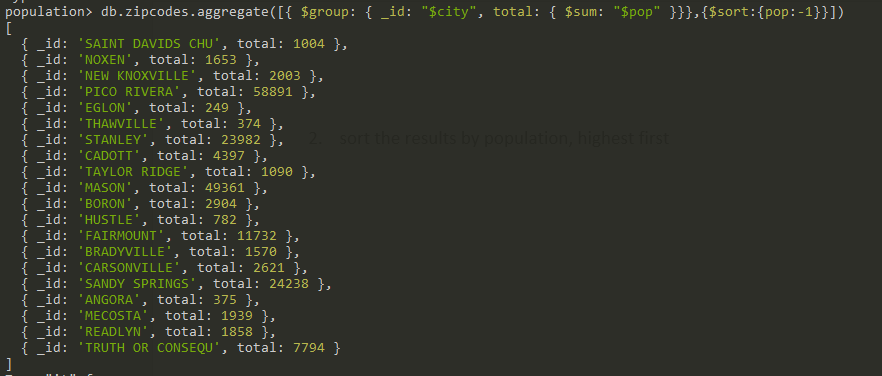 population> db.zipcodes.aggregate([{ $group: { _id: "$city", total: { $sum: "$pop" }}},{$sort:{pop:-1}}])
[
{ _id: 'SAINT DAVIDS CHU', total: 1004 },
{ _id: 'NOXEN', total: 1653 },
{ _id: 'NEW KNOXVILLE', total: 2003 },
{ _id: 'PICO RIVERA', total: 58891 },
{ _id: 'EGLON', total: 249 },
{ _id: 'THAWVILLE', total: 374 },
{ _id: 'STANLEY', total: 23982 },
2. sort the results by population, highest first
{ _id: 'CADOTT', total: 4397 },
{ _id: 'TAYLOR RIDGE', total: 1090 },
{ _id: 'MASON', total: 49361 },
{ _id: 'BORON', total: 2904 },
{ _id: 'HUSTLE', total: 782 },
{ _id: 'FAIRMOUNT', total: 11732 },
{ _id: 'BRADYVILLE', total: 1570 },
{ _id: 'CARSONVILLE', total: 2621 },
{ _id: 'SANDY SPRINGS', total: 24238 },
{ _id: 'ANGORA', total: 375 },
{ _id: 'MECOSTA', total: 1939 },
{ _id: 'READLYN', total: 1858 },
{ _id: 'TRUTH OR CONSEQU', total: 7794 }
]